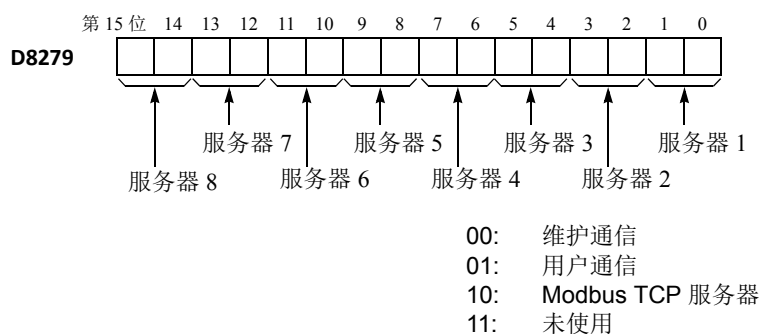 第 15 位 14 13 12 11 10 9 8 7 6 5 4 3 2 1 0
D8279
服务器 7 服务器 5 服务器 3 服务器 1
服务器 8 服务器 6 服务器 4 服务器 2
00: 维护通信
01: 用户通信
10: Modbus TCP 服务器
11: 未使用